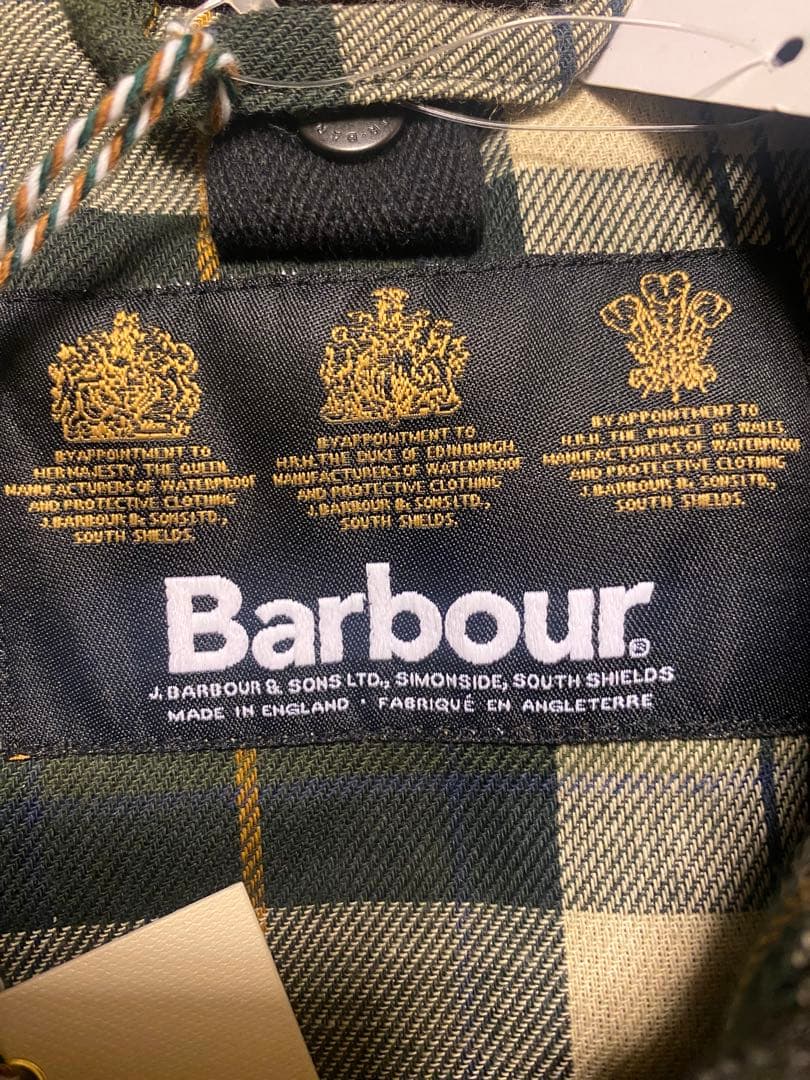 BY APPOINTMENT TO
HER MAJESTY THE QUEEN
MANUFACTURERS OF WATERPROOF
AND PROTECTIVE CLOTHING
J.BARBOUR & SONS LTD.,
SOUTH SHIELDS.
BY APPOINTMENT TO
H.R.H. THE DUKE OF EDINBURGH.
MANUFACTURERS OF WATERPROOF
AND PROTECTIVE CLOTHING
J.BARBOUR & SONS LTD.,
SOUTH SHIELDS.
BY APPOINTMENT TO
H.R.H. THE PRINCE OF WALES
MANUFACTURERS OF WATERPROOF
AND PROTECTIVE CLOTHING
J.BARBOUR & SONS LTD.,
SOUTH SHIELDS.
Barbour®
J.BARBOUR & SONS LTD., SIMONSIDE, SOUTH SHIELDS
MADE IN ENGLAND · FABRIQUÉ EN ANGLETERRE